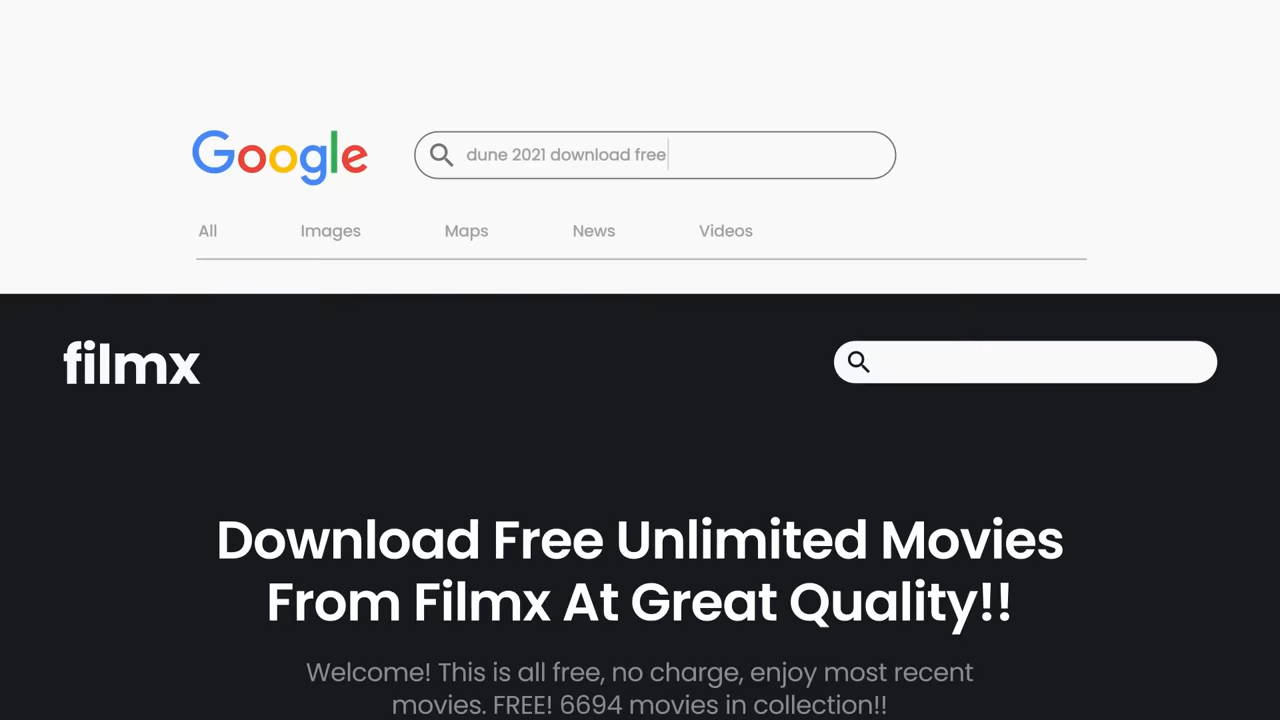 Google
dune 2021 download free
All Images Maps News Videos
filmx
Download Free Unlimited Movies
From Filmx At Great Quality!!
Welcome! This is all free, no charge, enjoy most recent
movies. FREE! 6694 movies in collection!!